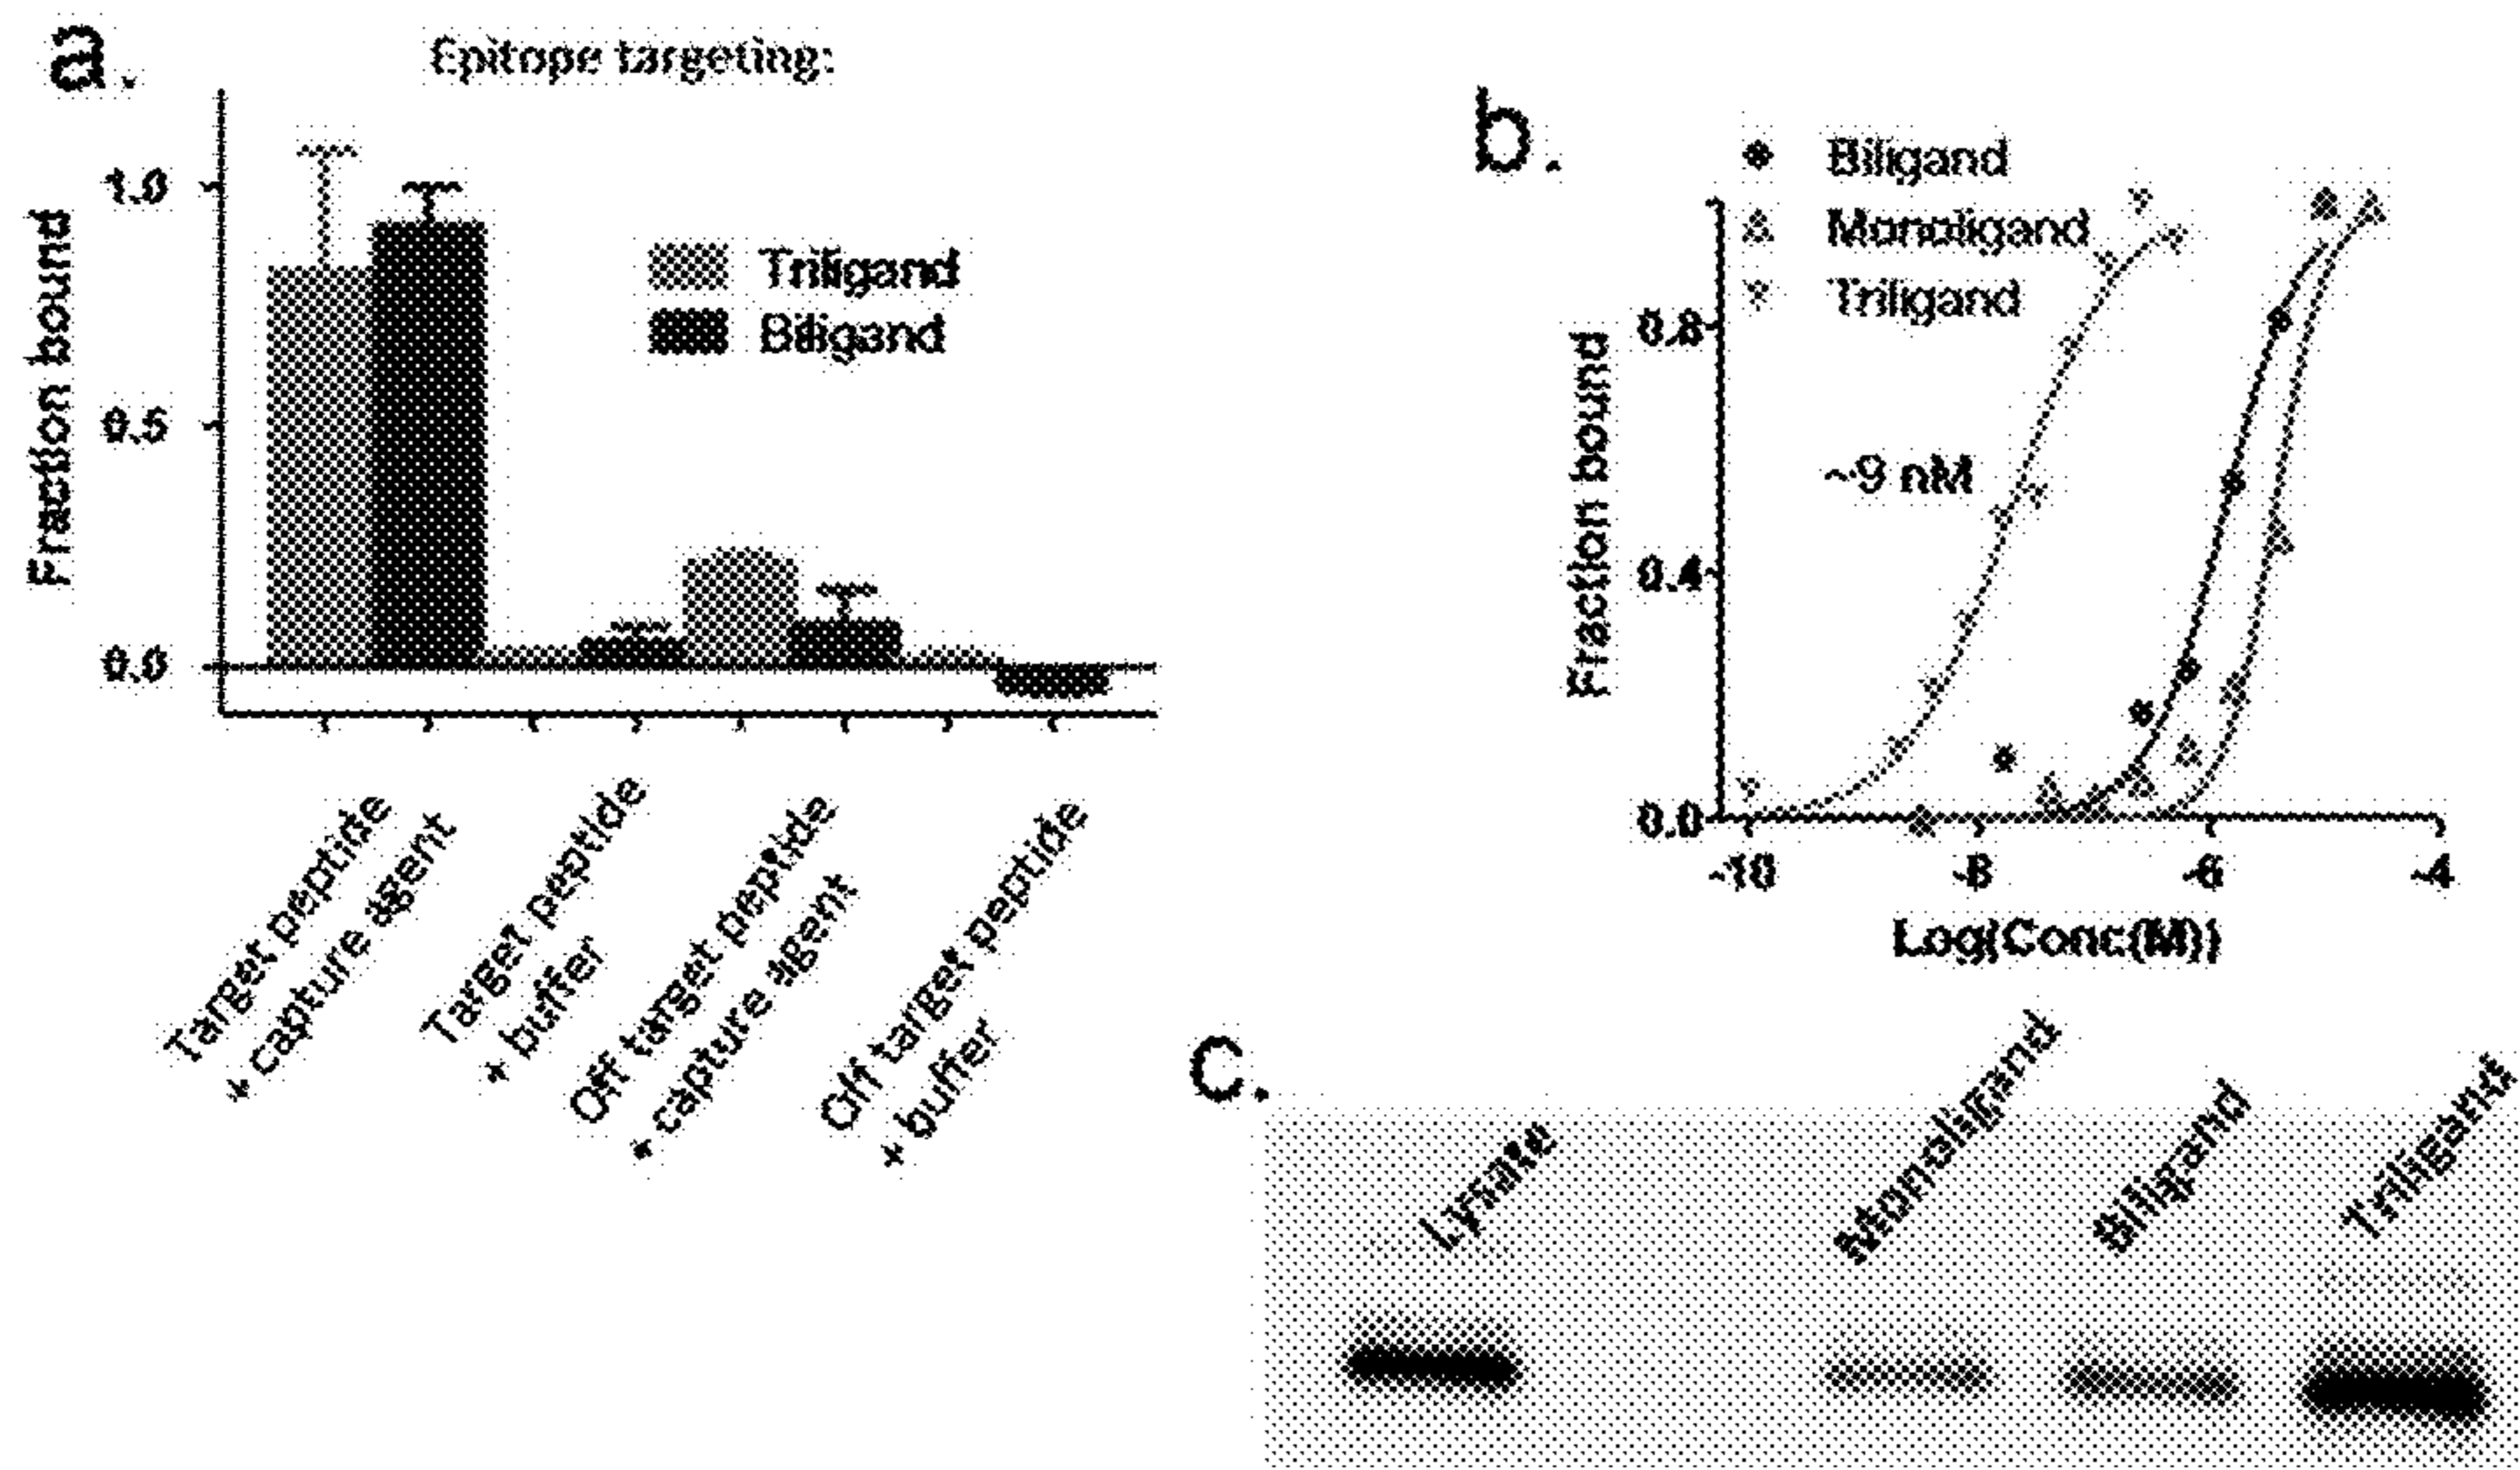 a.
Epitope targeting:
1.0
0.5
0.0
Fraction bound
Triligand
Biligand
Target peptide
+ capture agent
Target peptide
+ buffer
Off target peptide
+ capture agent
Off target peptide
+ buffer
b.
Biligand
Monoligand
Triligand
0.8
0.4
0.0
Fraction bound
~9 nM
-10
-8
-6
-4
Log(Conc(M))
c.
Lysate
Monoligand
Biligand
Triligand